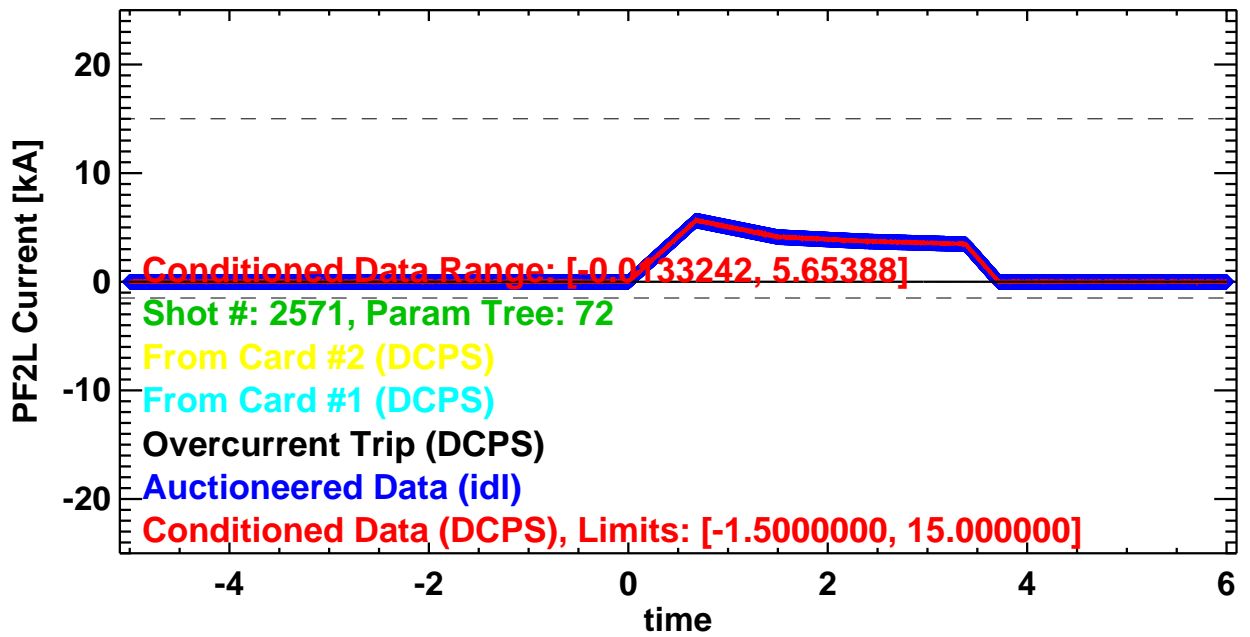 20
10
0
-10
-20
PF2L Current [kA]
Conditioned Data Range: [-0.0133242, 5.65388]
Shot #: 2571, Param Tree: 72
From Card #2 (DCPS)
From Card #1 (DCPS)
Overcurrent Trip (DCPS)
Auctioneered Data (idl)
Conditioned Data (DCPS), Limits: [-1.5000000, 15.000000]
-4 -2 0 2 4 6
time